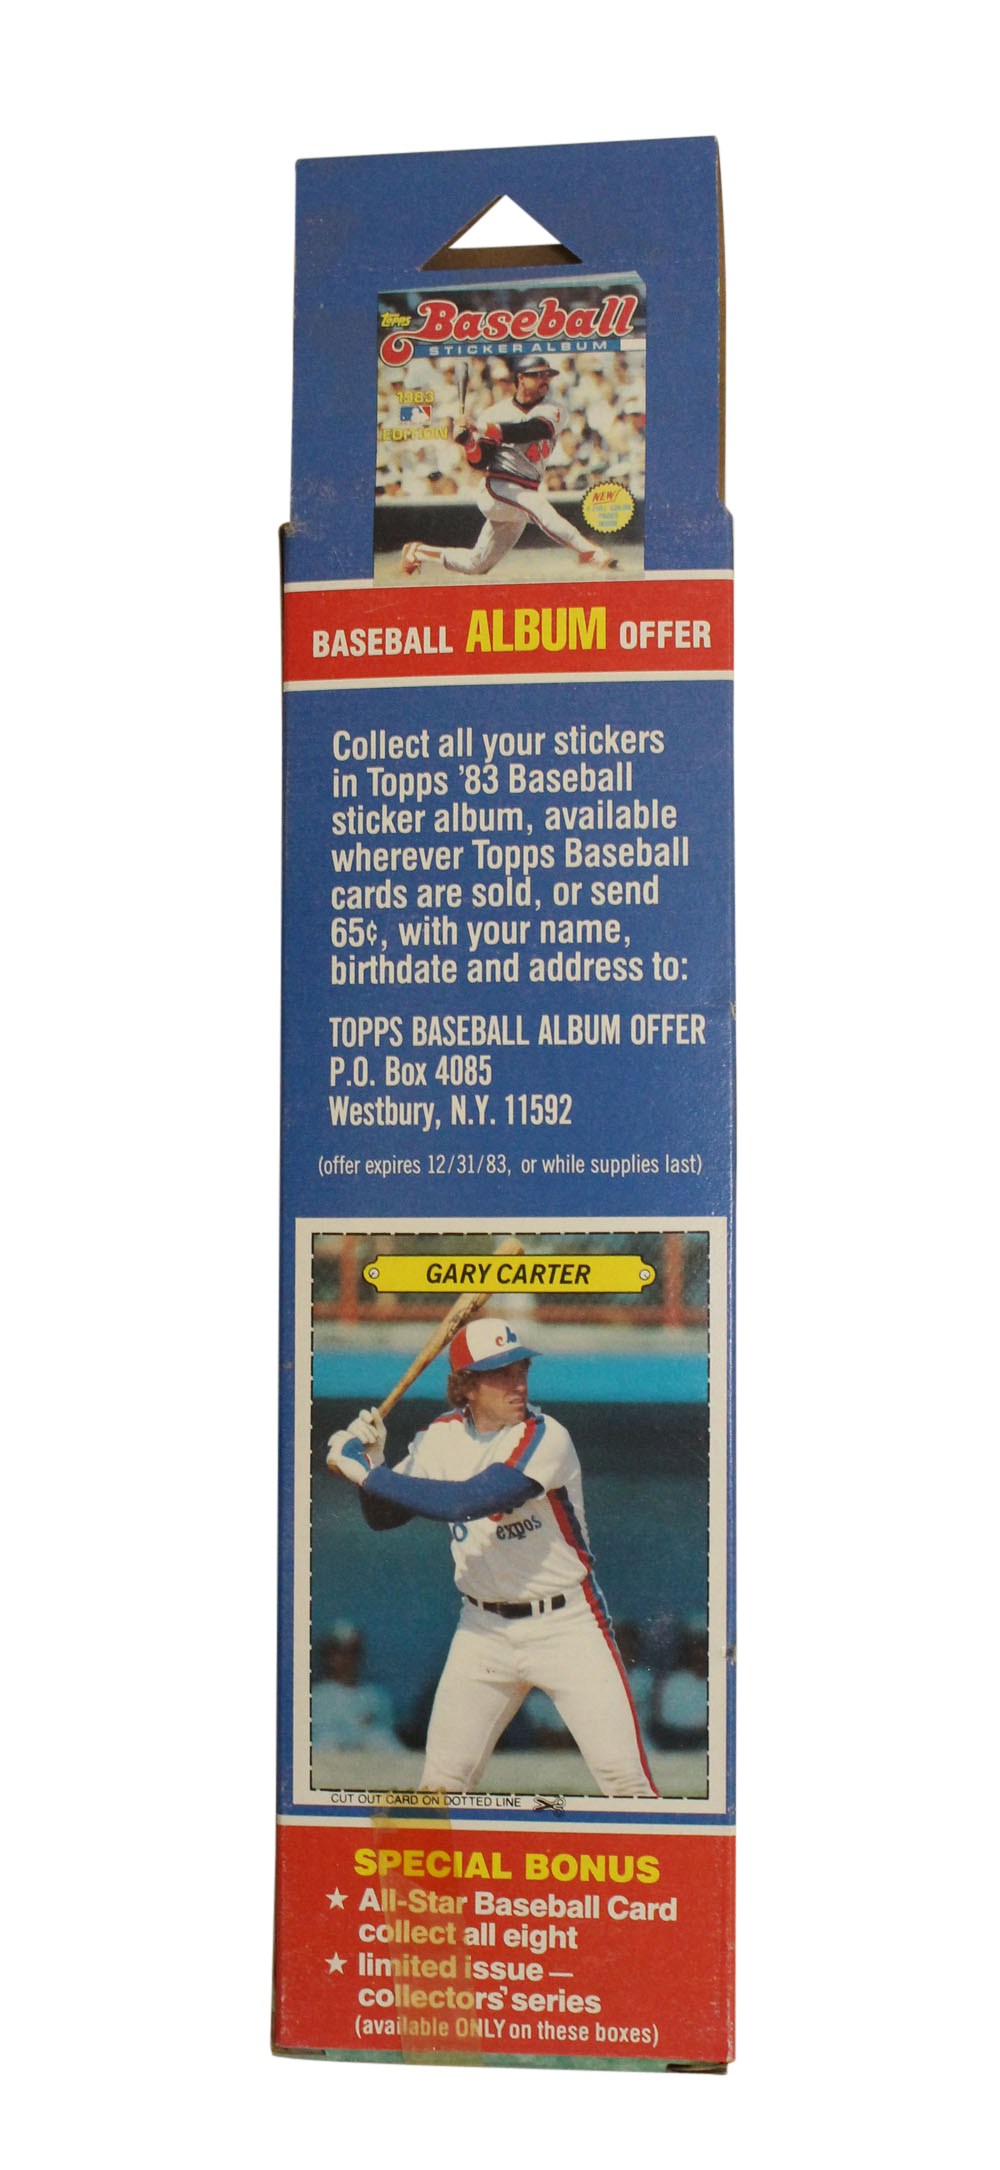 Topps
Baseball
STICKER ALBUM
1983
EDITION
44
NEW!
BASEBALL ALBUM OFFER
Collect all your stickers
in Topps '83 Baseball
sticker album, available
wherever Topps Baseball
cards are sold, or send
65¢, with your name,
birthdate and address to:
TOPPS BASEBALL ALBUM OFFER
P.O. Box 4085
Westbury, N.Y. 11592
(offer expires 12/31/83, or while supplies last)
GARY CARTER
expos
CUT OUT CARD ON DOTTED LINE
SPECIAL BONUS
★ All-Star Baseball Card
collect all eight
★ limited issue—
collectors' series
(available ONLY on these boxes)